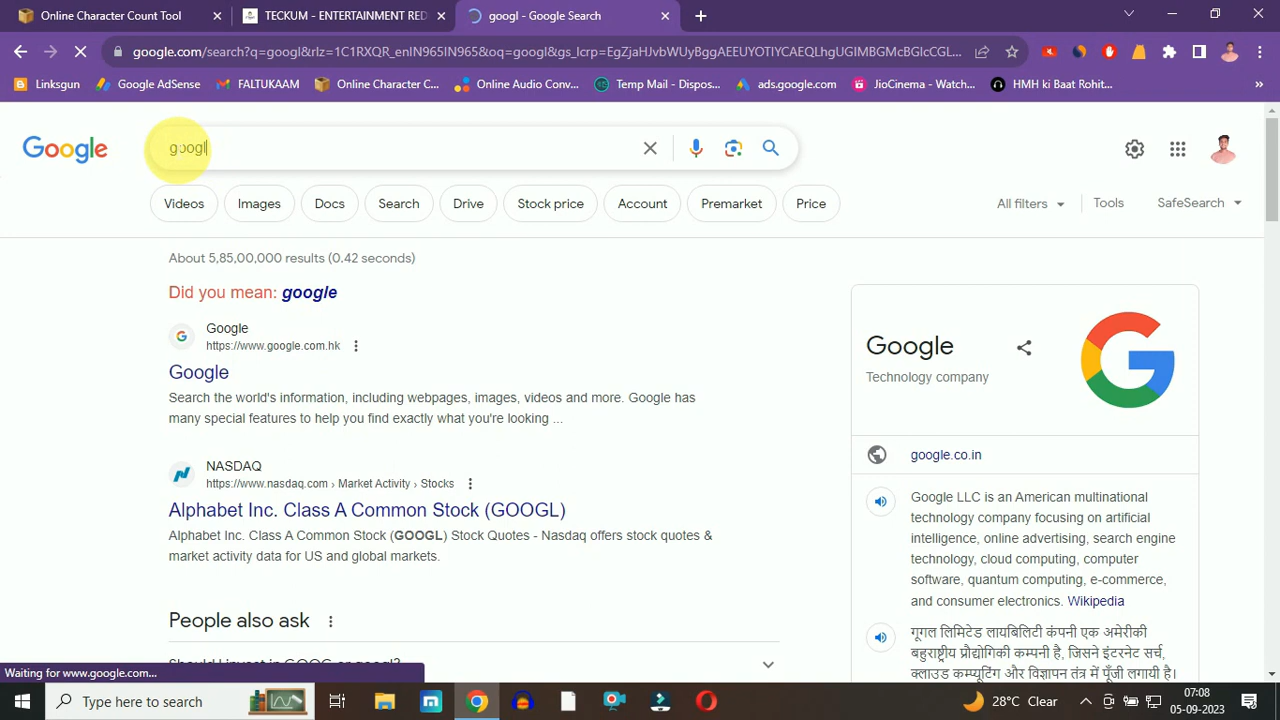 Online Character Count Tool
TECKUM - ENTERTAINMENT RED
googl - Google Search
google.com/search?q=googl&rlz=1C1RXQR_enIN965IN965&oq=googl&gs_lcrp=EgZjaHJvbWUyBggAEEUYOTIYCAEQLhgUGIMBGMcBGIcCGL...
Linksgun
Google AdSense
FALTUKAAM
Online Character C...
Online Audio Conv...
Temp Mail - Dispos...
ads.google.com
JioCinema - Watch...
HMH ki Baat Rohit...
»
Google
googl
Videos
Images
Docs
Search
Drive
Stock price
Account
Premarket
Price
All filters
Tools
SafeSearch
About 5,85,00,000 results (0.42 seconds)
Did you mean: google
Google
https://www.google.com.hk
Google
Search the world's information, including webpages, images, videos and more. Google has
many special features to help you find exactly what you're looking ...
NASDAQ
https://www.nasdaq.com › Market Activity › Stocks
Alphabet Inc. Class A Common Stock (GOOGL)
Alphabet Inc. Class A Common Stock (GOOGL) Stock Quotes - Nasdaq offers stock quotes &
market activity data for US and global markets.
People also ask
Should I invest in GOOG or googl?
Google
Technology company
google.co.in
Google LLC is an American multinational
technology company focusing on artificial
intelligence, online advertising, search engine
technology, cloud computing, computer
software, quantum computing, e-commerce,
and consumer electronics. Wikipedia
गूगल लिमिटेड लायबिलिटी कंपनी एक अमेरीकी
बहुराष्ट्रीय प्रौद्योगिकी कम्पनी है, जिसने इंटरनेट सर्च,
क्लाउड कम्प्यूटिंग और विज्ञापन तंत्र में पूँजी लगायी है।
Waiting for www.google.com...
Type here to search
28°C Clear
07:08
05-09-2023